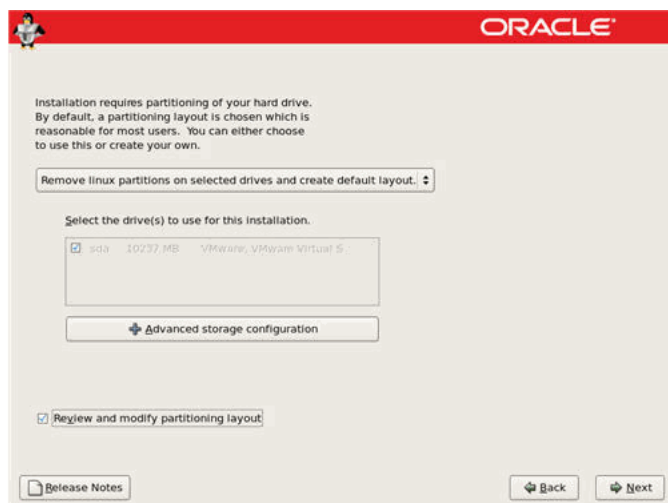 ORACLE
Installation requires partitioning of your hard drive.
By default, a partitioning layout is chosen which is
reasonable for most users. You can either choose
to use this or create your own.
Remove linux partitions on selected drives and create default layout.
Select the drive(s) to use for this installation.
sda 10237 MB VMware, VMware Virtual S
Advanced storage configuration
Review and modify partitioning layout
Release Notes
Back
Next